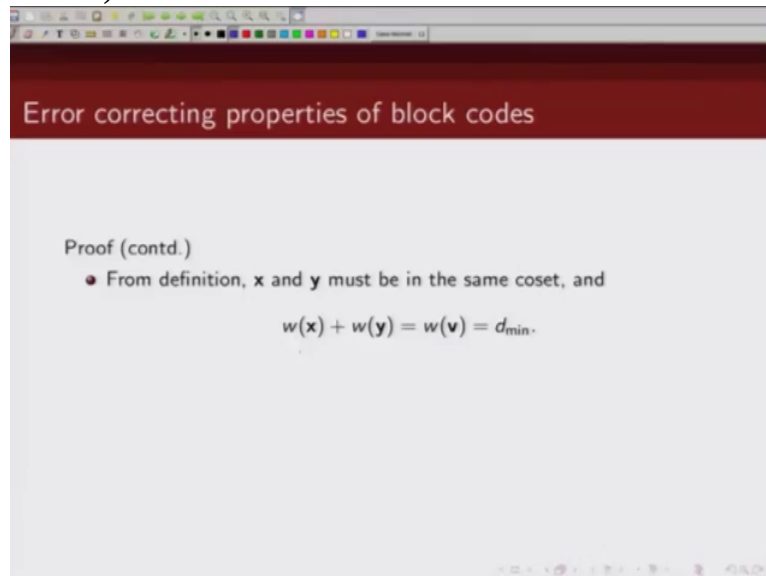 Error correcting properties of block codes
Proof (contd.)
From definition, x and y must be in the same coset, and
w(x) + w(y) = w(v) = d_min.